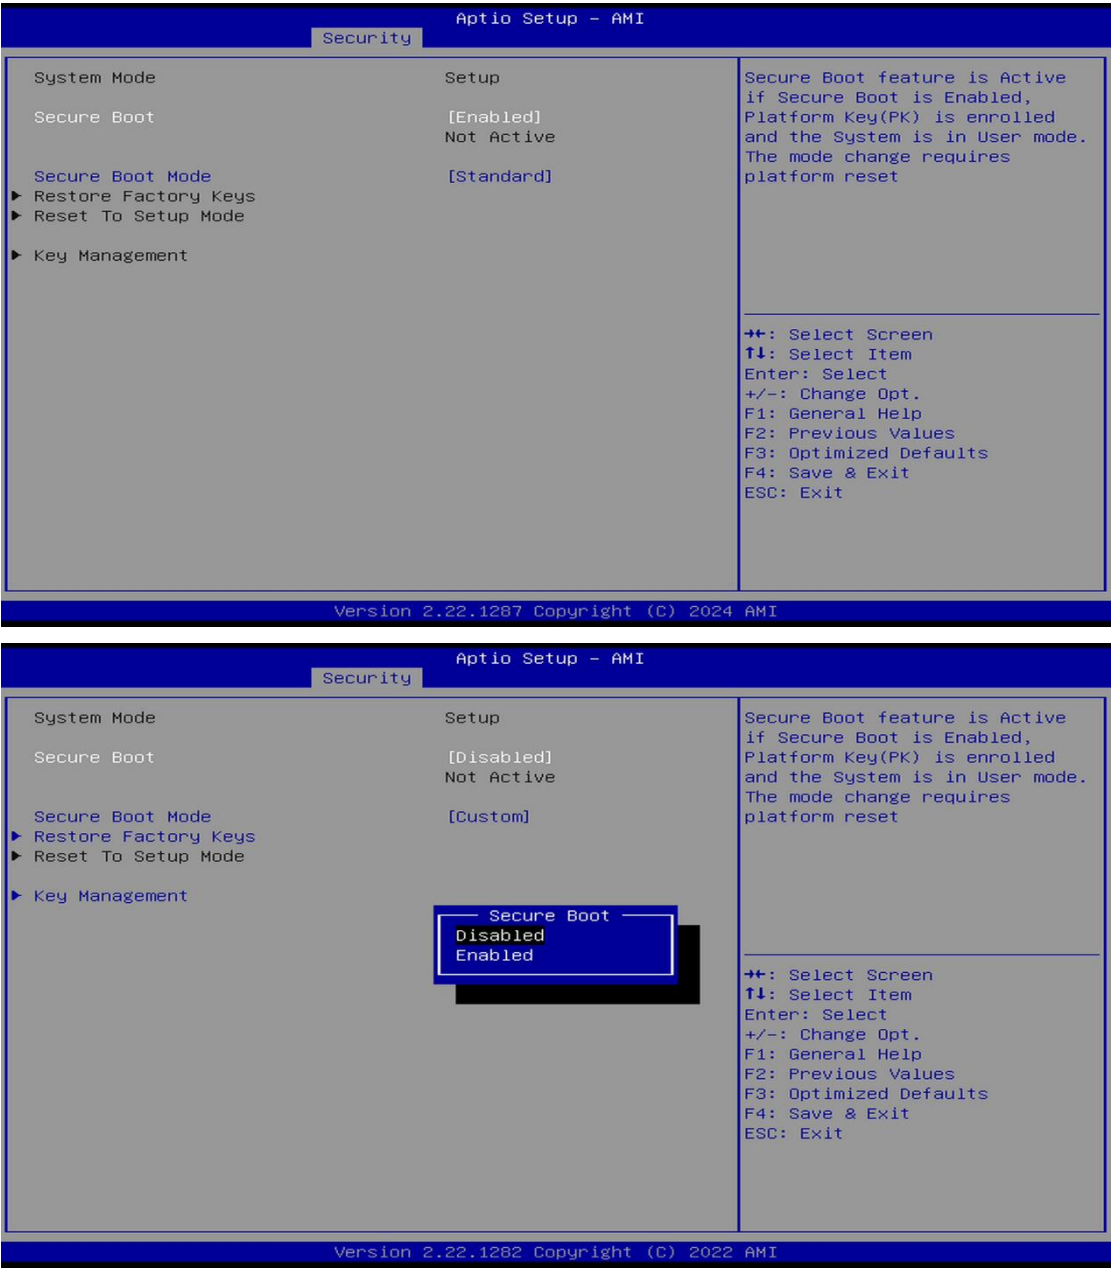 Aptio Setup – AMI
Security
System Mode Setup
Secure Boot [Enabled]
Not Active
Secure Boot Mode [Standard]
► Restore Factory Keys
► Reset To Setup Mode
► Key Management
Secure Boot feature is Active
if Secure Boot is Enabled,
Platform Key(PK) is enrolled
and the System is in User mode.
The mode change requires
platform reset
→←: Select Screen
↑↓: Select Item
Enter: Select
+/-: Change Opt.
F1: General Help
F2: Previous Values
F3: Optimized Defaults
F4: Save & Exit
ESC: Exit
Version 2.22.1287 Copyright (C) 2024 AMI
Aptio Setup – AMI
Security
System Mode Setup
Secure Boot [Disabled]
Not Active
Secure Boot Mode [Custom]
► Restore Factory Keys
► Reset To Setup Mode
► Key Management
Secure Boot
Disabled
Enabled
Secure Boot feature is Active
if Secure Boot is Enabled,
Platform Key(PK) is enrolled
and the System is in User mode.
The mode change requires
platform reset
→←: Select Screen
↑↓: Select Item
Enter: Select
+/-: Change Opt.
F1: General Help
F2: Previous Values
F3: Optimized Defaults
F4: Save & Exit
ESC: Exit
Version 2.22.1282 Copyright (C) 2022 AMI